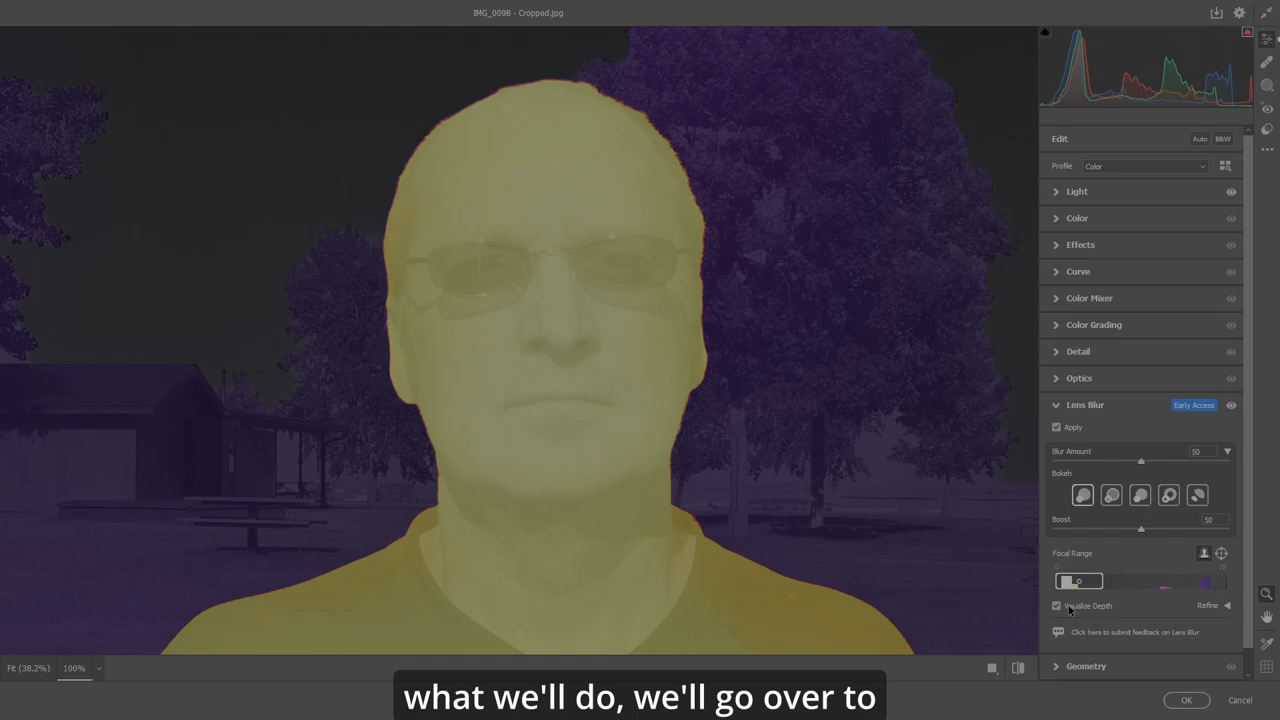 IMG_0098 - Cropped.jpg
Edit
Auto
B&W
Profile
Color
Light
Color
Effects
Curve
Color Mixer
Color Grading
Detail
Optics
Lens Blur
Early Access
Apply
Blur Amount
50
Bokeh
Boost
50
Focal Range
0
Visualize Depth
Refine
Click here to submit feedback on Lens Blur
Geometry
Fit (38.2%)
100%
OK
Cancel
what we'll do, we'll go over to